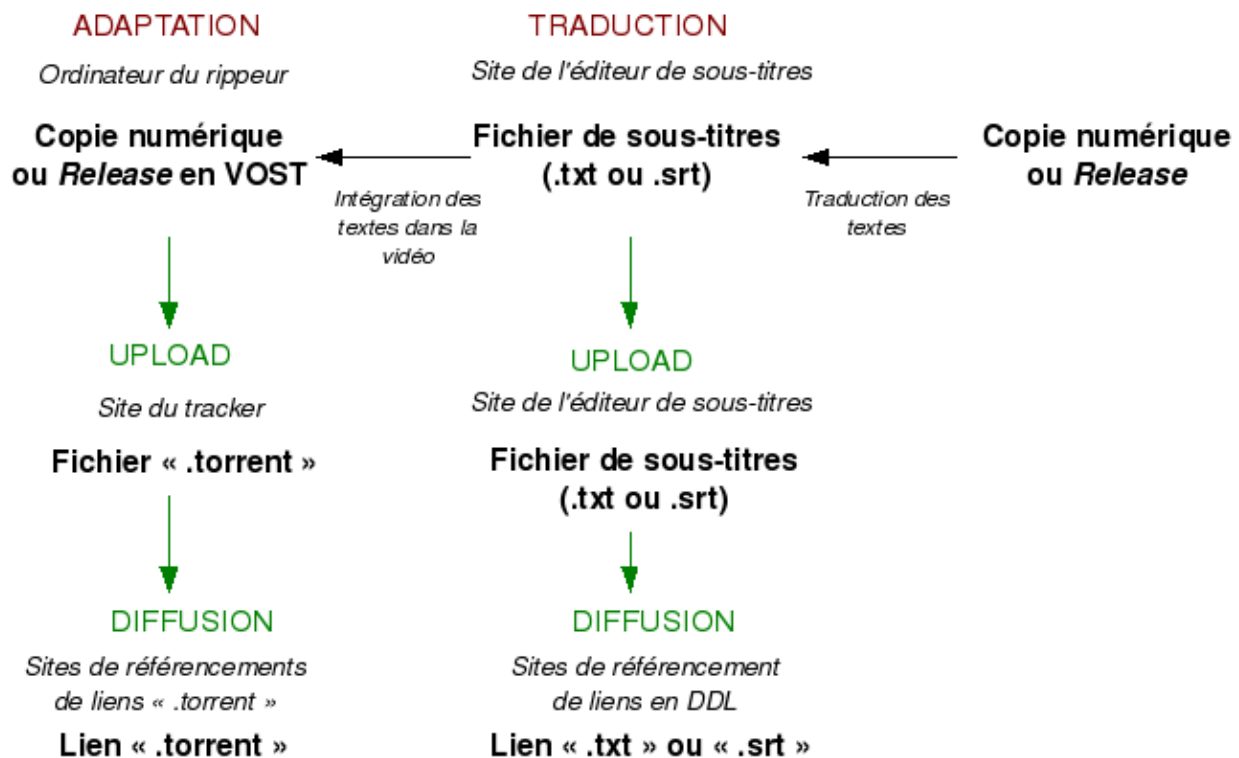 ADAPTATION
Ordinateur du rippeur
Copie numérique
ou Release en VOST
Intégration des
textes dans la
vidéo
TRADUCTION
Site de l'éditeur de sous-titres
Fichier de sous-titres
(.txt ou .srt)
Traduction des
textes
Copie numérique
ou Release
UPLOAD
Site du tracker
Fichier « .torrent »
UPLOAD
Site de l'éditeur de sous-titres
Fichier de sous-titres
(.txt ou .srt)
DIFFUSION
Sites de référencements
de liens « .torrent »
Lien « .torrent »
DIFFUSION
Sites de référencement
de liens en DDL
Lien « .txt » ou « .srt »